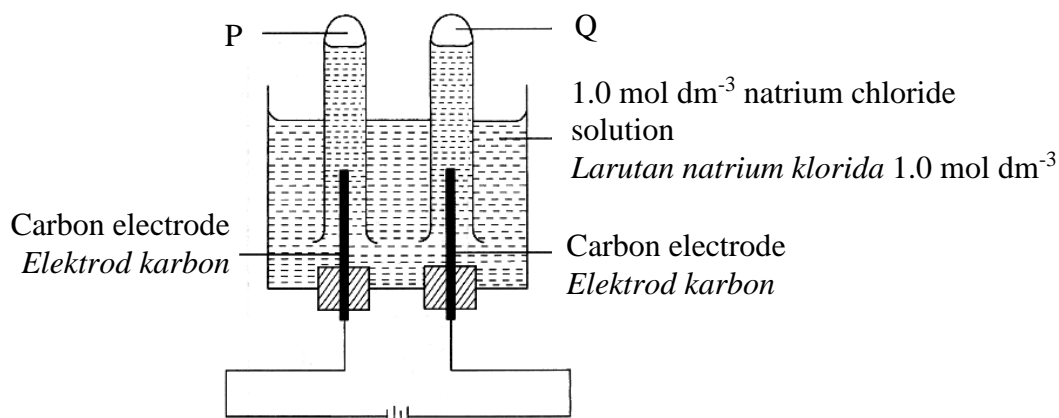 P
Q
1.0 mol dm⁻³ natrium chloride
solution
Larutan natrium klorida 1.0 mol dm⁻³
Carbon electrode
Elektrod karbon
Carbon electrode
Elektrod karbon